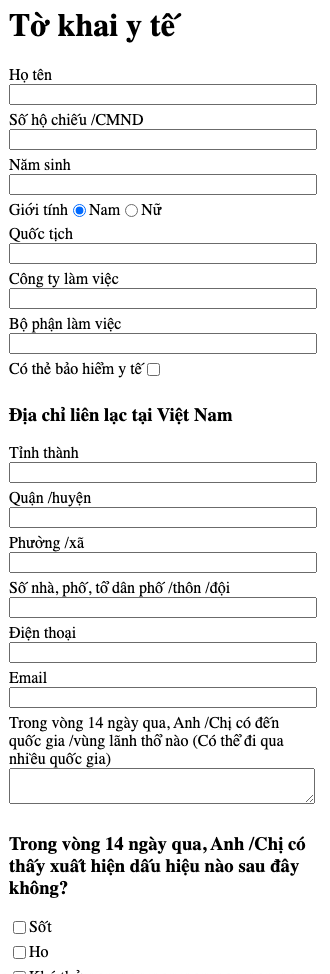 Tờ khai y tế
Họ tên
Số hộ chiếu /CMND
Năm sinh
Giới tính Nam Nữ
Quốc tịch
Công ty làm việc
Bộ phận làm việc
Có thẻ bảo hiểm y tế
Địa chỉ liên lạc tại Việt Nam
Tỉnh thành
Quận /huyện
Phường /xã
Số nhà, phố, tổ dân phố /thôn /đội
Điện thoại
Email
Trong vòng 14 ngày qua, Anh /Chị có đến
quốc gia /vùng lãnh thổ nào (Có thể đi qua
nhiều quốc gia)
Trong vòng 14 ngày qua, Anh /Chị có
thấy xuất hiện dấu hiệu nào sau đây
không?
Sốt
Ho